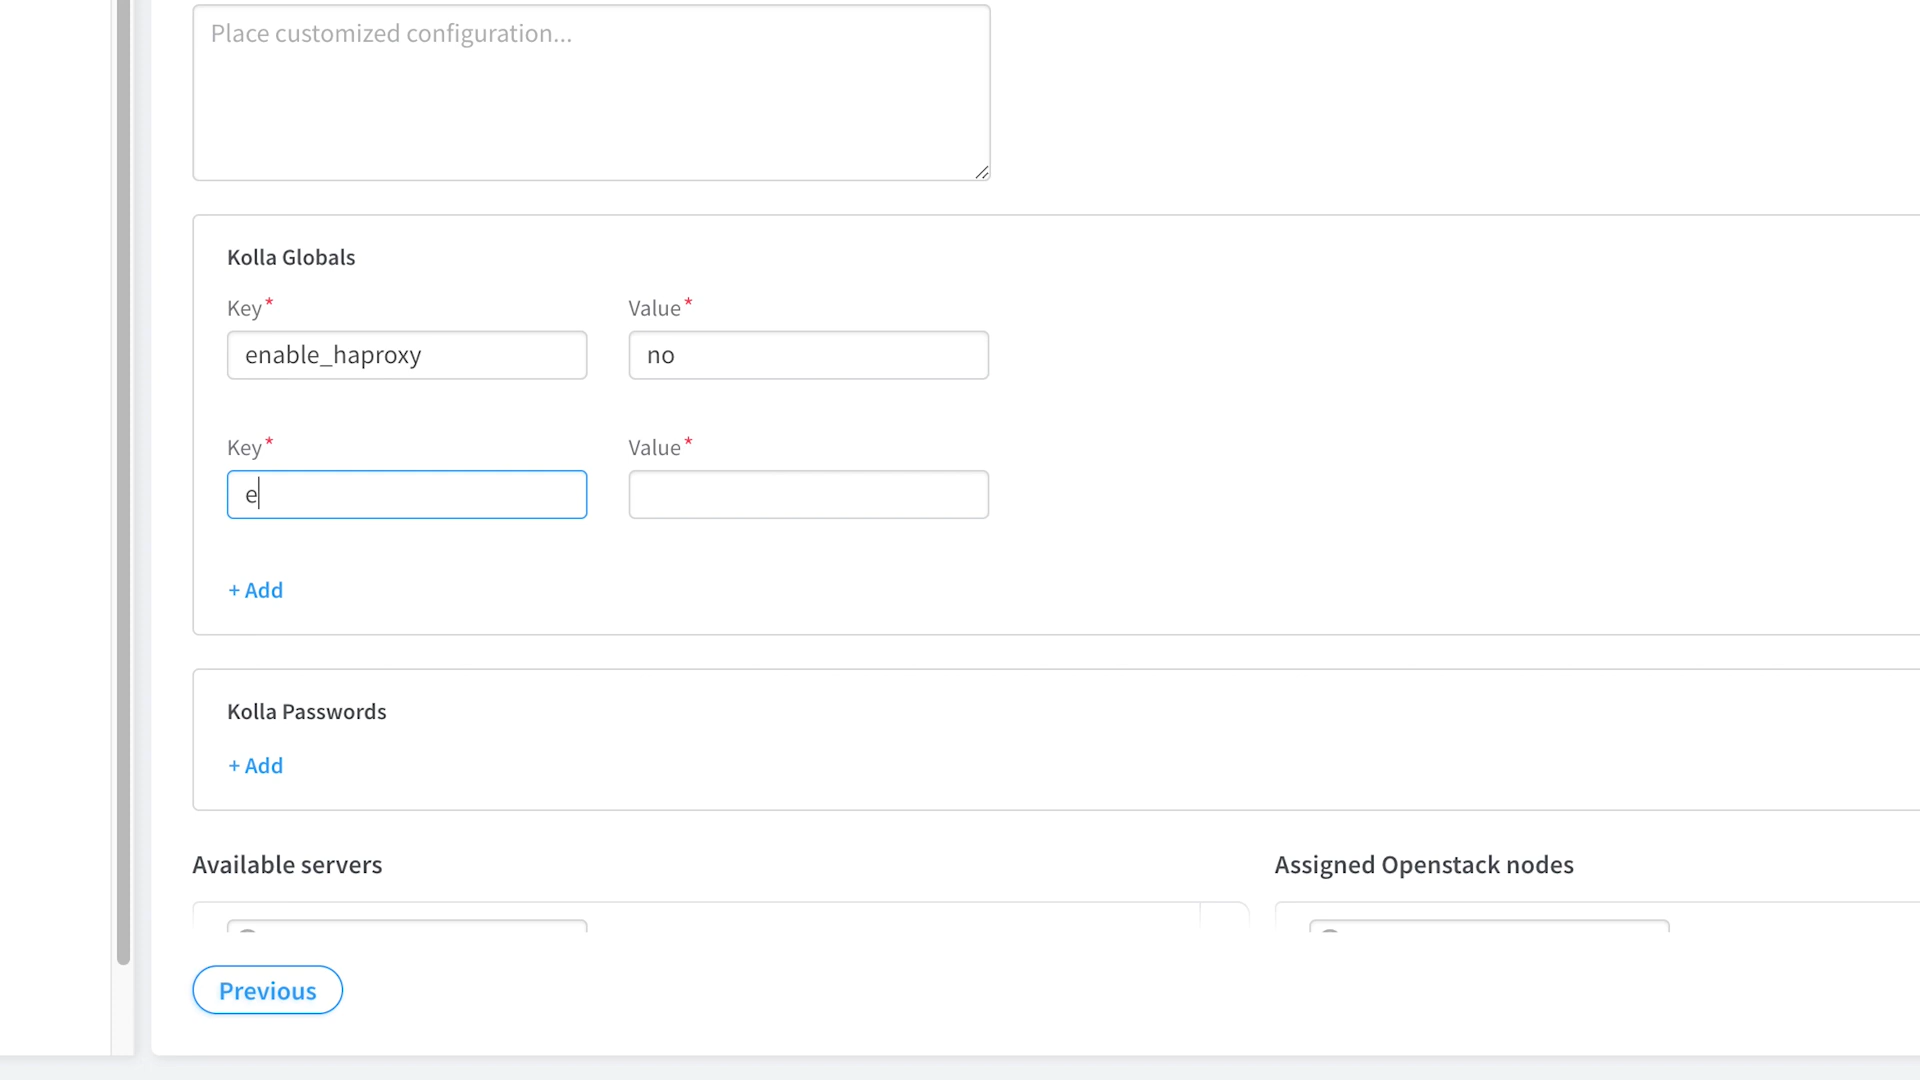 Place customized configuration...
Kolla Globals
Key* Value*
enable_haproxy no
Key* Value*
e
+ Add
Kolla Passwords
+ Add
Available servers Assigned Openstack nodes
Previous